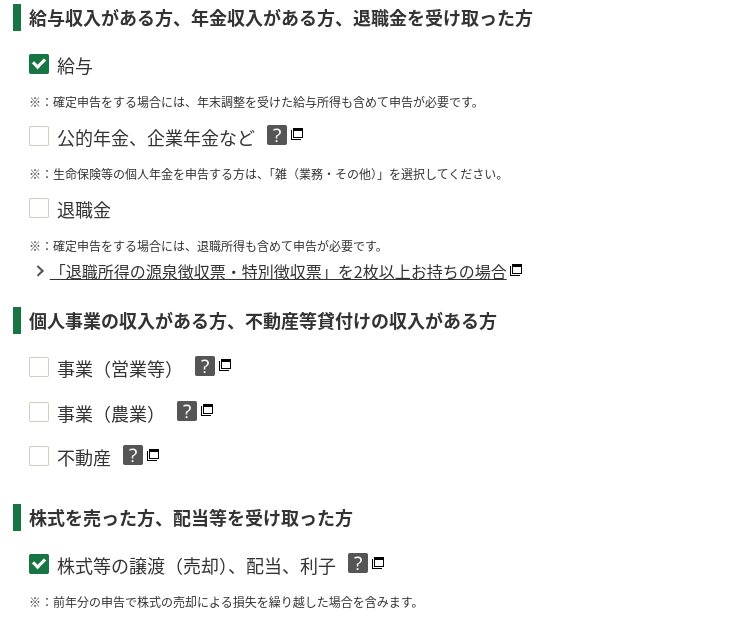 給与収入がある方、年金収入がある方、退職金を受け取った方
給与
※：確定申告をする場合には、年末調整を受けた給与所得も含めて申告が必要です。
公的年金、企業年金など ?
※：生命保険等の個人年金を申告する方は、「雑（業務・その他）」を選択してください。
退職金
※：確定申告をする場合には、退職所得も含めて申告が必要です。
「退職所得の源泉徴収票・特別徴収票」を2枚以上お持ちの場合
個人事業の収入がある方、不動産等貸付けの収入がある方
事業（営業等） ?
事業（農業） ?
不動産 ?
株式を売った方、配当等を受け取った方
株式等の譲渡（売却）、配当、利子 ?
※：前年分の申告で株式の売却による損失を繰り越した場合を含みます。